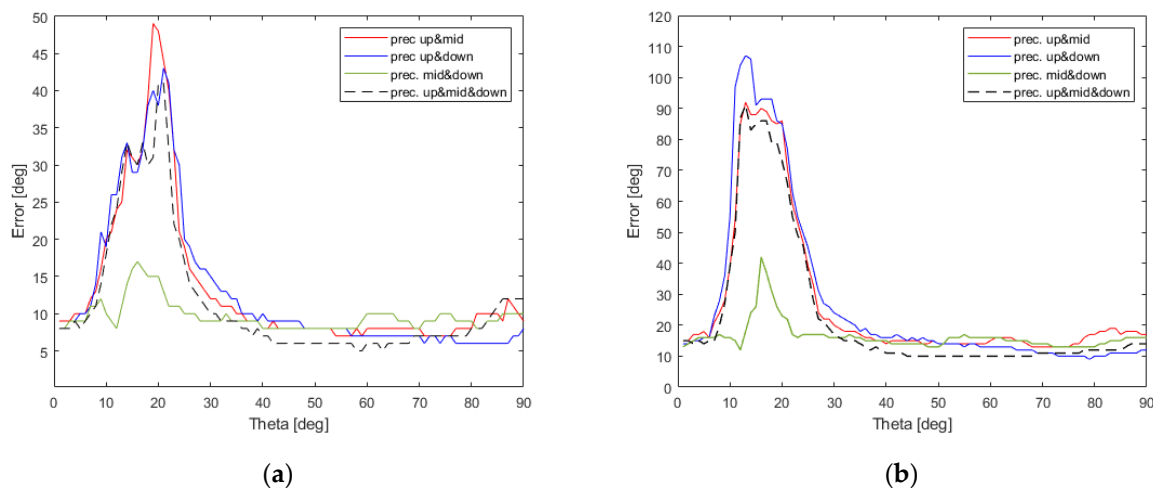 50
45
40
35
30
25
20
15
10
5
0
Error [deg]
0 10 20 30 40 50 60 70 80 90
Theta [deg]
prec up&mid
prec up&down
prec. mid&down
prec. up&mid&down
(a)
120
110
100
90
80
70
60
50
40
30
20
10
0
Error [deg]
0 10 20 30 40 50 60 70 80 90
Theta [deg]
prec. up&mid
prec. up&down
prec. mid&down
prec. up&mid&down
(b)